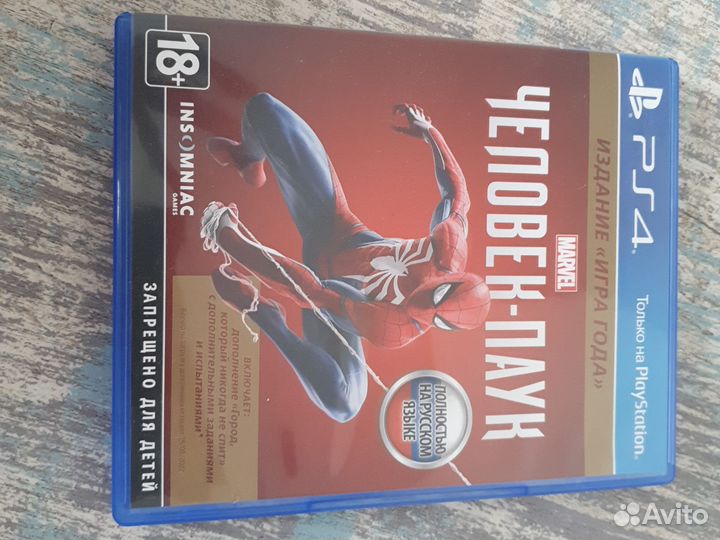 PS4
Только на PlayStation.
ИЗДАНИЕ «ИГРА ГОДА»
MARVEL
ЧЕЛОВЕК-ПАУК
ПОЛНОСТЬЮ
НА РУССКОМ
ЯЗЫКЕ
ВКЛЮЧАЕТ:
дополнение «Город,
который никогда не спит»
с дополнительными заданиями
и испытаниями*
18+
INSOMNIAC
GAMES
ЗАПРЕЩЕНО ДЛЯ ДЕТЕЙ
Avito